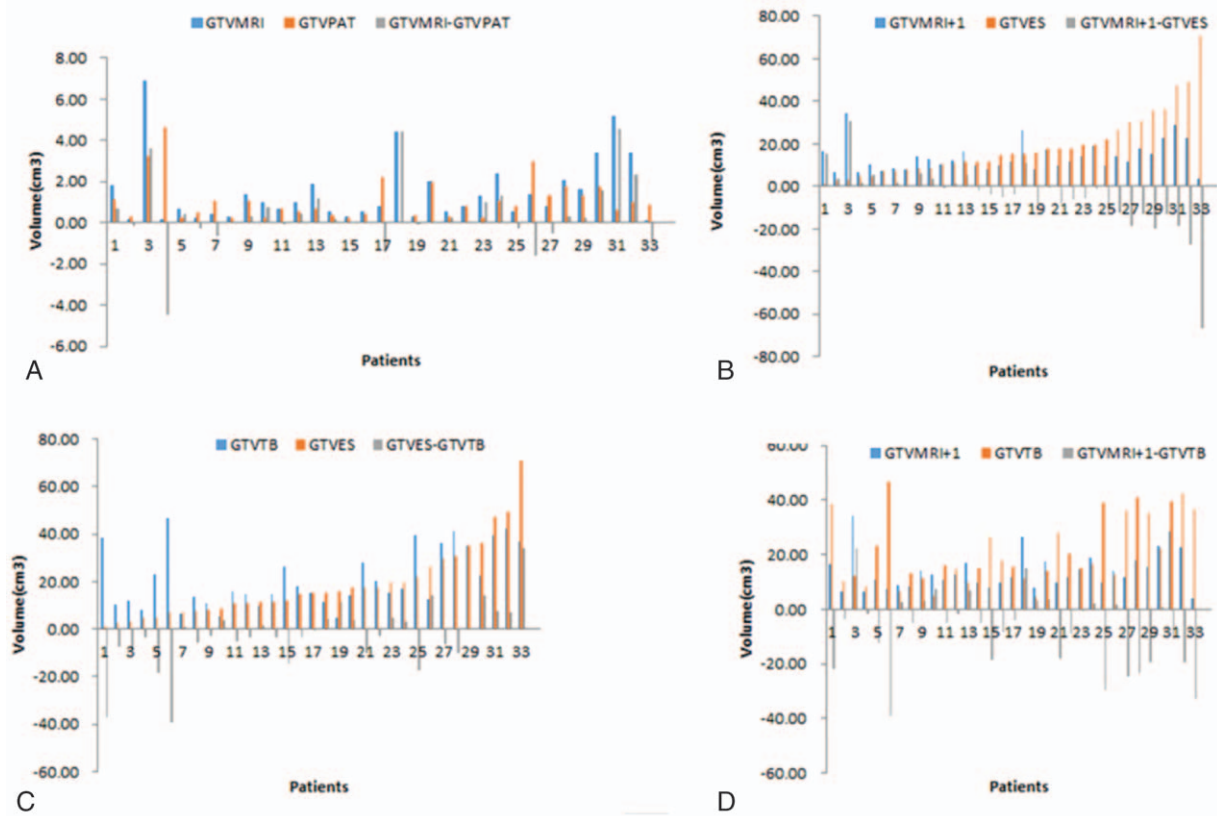 GTVMRI GTVPAT GTVMRI-GTVPAT
8.00
6.00
4.00
2.00
0.00
-2.00
-4.00
-6.00
Volume(cm3)
1 3 5 7 9 11 13 15 17 19 21 23 25 27 29 31 33
Patients
A
GTVMRI+1 GTVES GTVMRI+1-GTVES
80.00
60.00
40.00
20.00
0.00
-20.00
-40.00
-60.00
-80.00
Volume(cm3)
1 3 5 7 9 11 13 15 17 19 21 23 25 27 29 31 33
Patients
B
GTVTB GTVES GTVES-GTVTB
80.00
60.00
40.00
20.00
0.00
-20.00
-40.00
-60.00
Volume(cm3)
1 3 5 7 9 11 13 15 17 19 21 23 25 27 29 31 33
Patients
C
GTVMRI+1 GTVTB GTVMRI+1-GTVTB
60.00
40.00
20.00
0.00
-20.00
-40.00
-60.00
Volume(cm3)
1 3 5 7 9 11 13 15 17 19 21 23 25 27 29 31 33
Patients
D